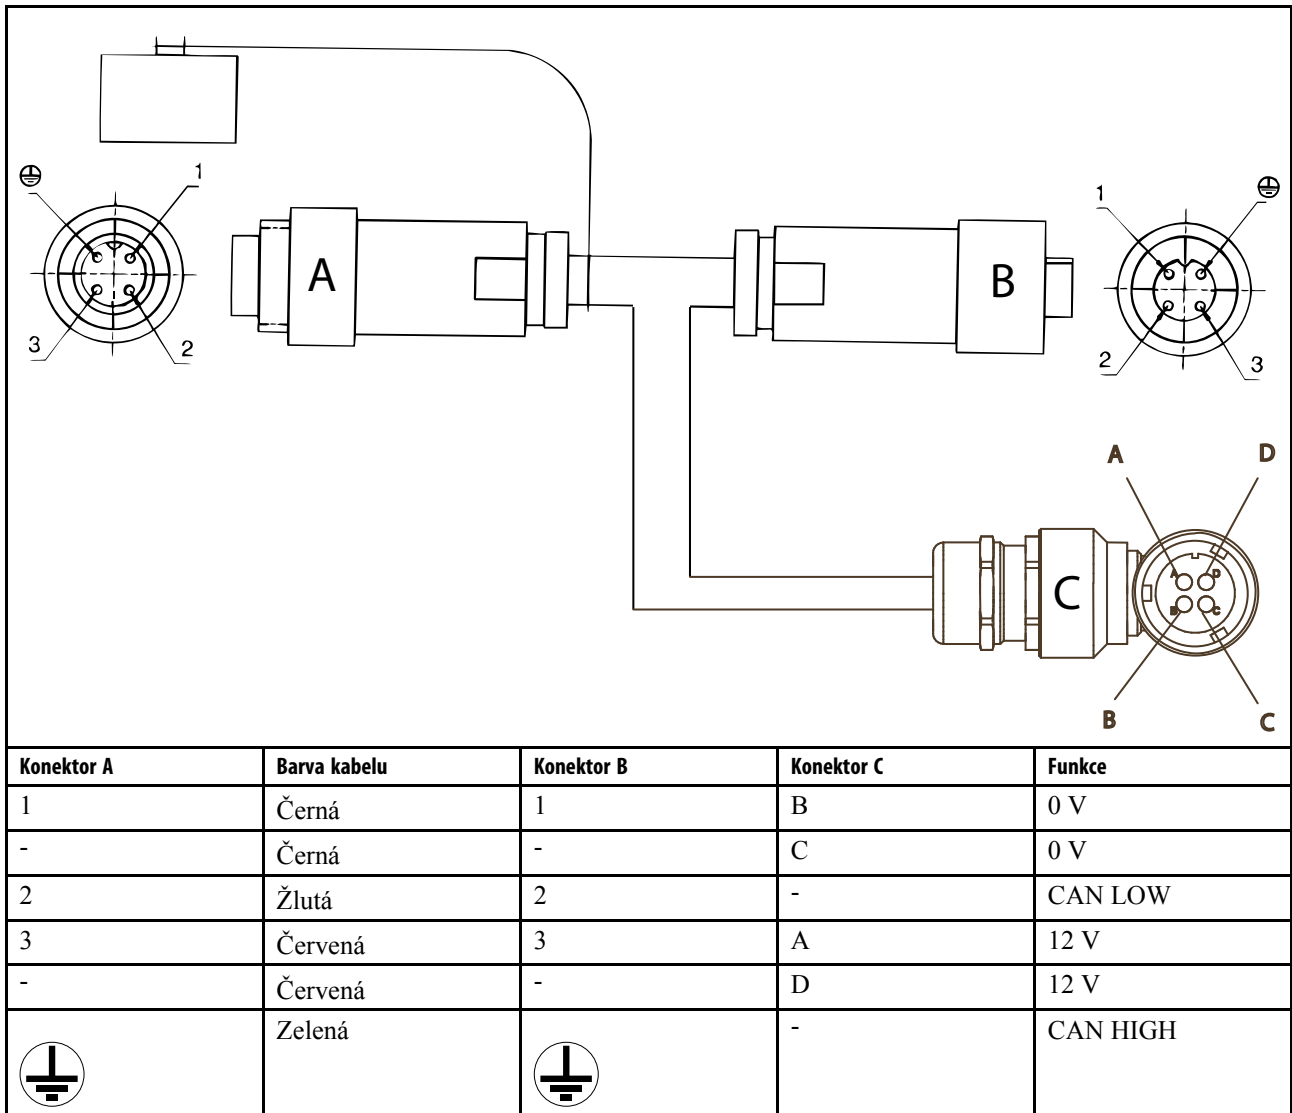 1
A
3
2
1
B
2
3
A
D
A
D
C
B
C
B
C
Konektor A Barva kabelu Konektor B Konektor C Funkce
1 Černá 1 B 0 V
- Černá - C 0 V
2 Žlutá 2 - CAN LOW
3 Červená 3 A 12 V
- Červená - D 12 V
Zelená - CAN HIGH